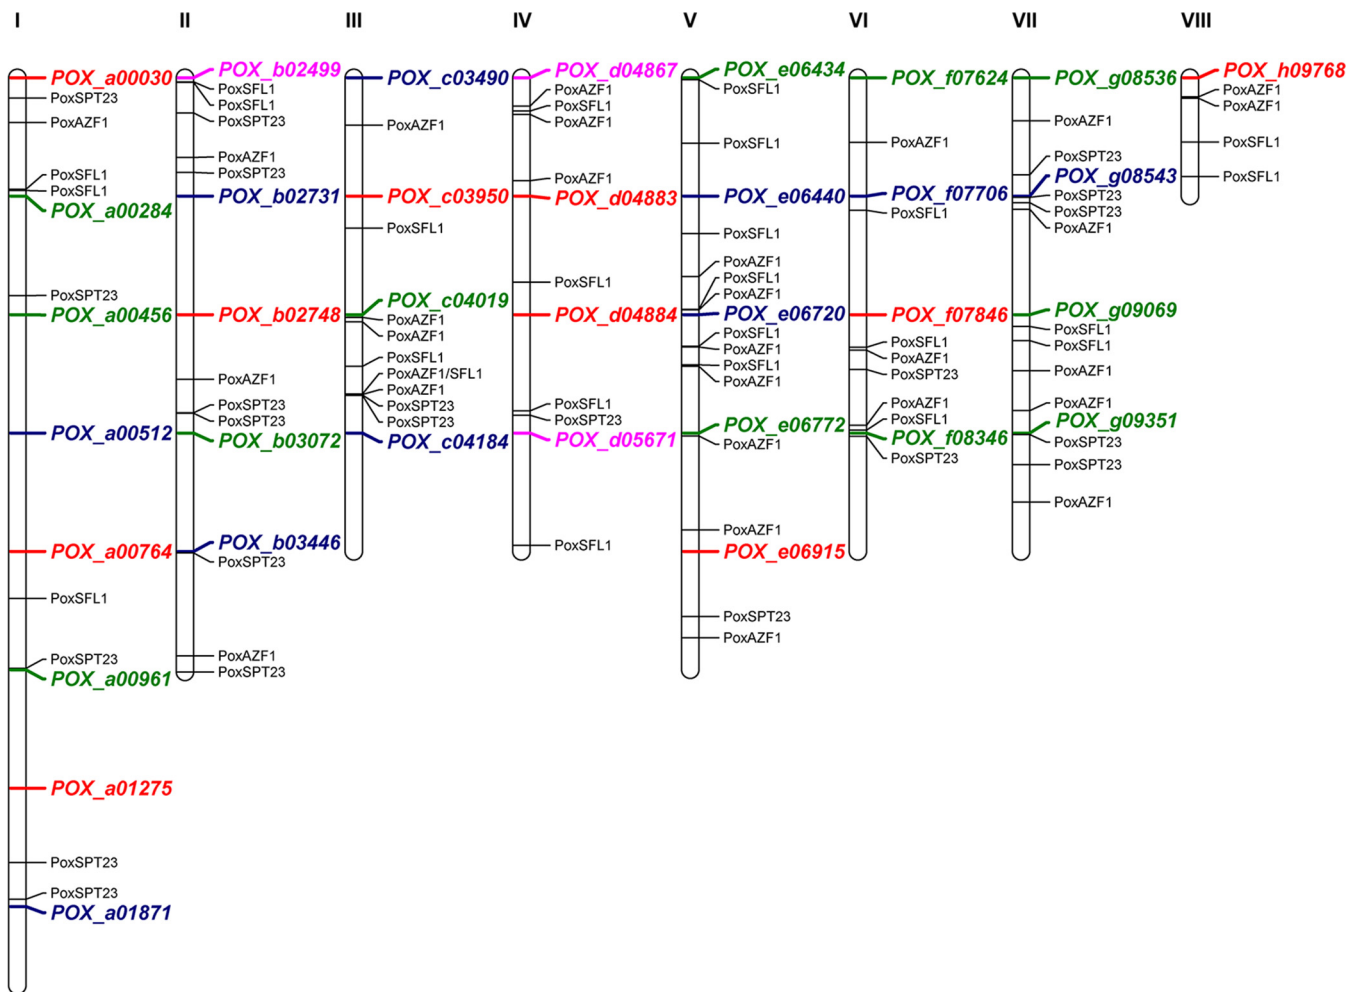 I
POX_a00030
PoxSPT23
PoxAZF1
PoxSFL1
PoxSFL1
POX_a00284
PoxSPT23
POX_a00456
POX_a00512
POX_a00764
PoxSFL1
PoxSPT23
POX_a00961
POX_a01275
PoxSPT23
PoxSPT23
POX_a01871
II
POX_b02499
PoxSFL1
PoxSFL1
PoxSPT23
PoxAZF1
PoxSPT23
POX_b02731
POX_b02748
PoxAZF1
PoxSPT23
PoxSPT23
POX_b03072
POX_b03446
PoxSPT23
PoxAZF1
PoxSPT23
III
POX_c03490
PoxAZF1
POX_c03950
PoxSFL1
POX_c04019
PoxAZF1
PoxAZF1
PoxSFL1
PoxAZF1/SFL1
PoxAZF1
PoxSPT23
PoxSPT23
POX_c04184
IV
POX_d04867
PoxAZF1
PoxSFL1
PoxAZF1
PoxAZF1
POX_d04883
PoxSFL1
POX_d04884
PoxSFL1
PoxSPT23
POX_d05671
PoxSFL1
V
POX_e06434
PoxSFL1
PoxSFL1
POX_e06440
PoxSFL1
PoxAZF1
PoxSFL1
PoxAZF1
POX_e06720
PoxSFL1
PoxAZF1
PoxSFL1
PoxAZF1
POX_e06772
PoxAZF1
PoxAZF1
POX_e06915
PoxSPT23
PoxAZF1
VI
POX_f07624
PoxAZF1
POX_f07706
PoxSFL1
POX_f07846
PoxSFL1
PoxAZF1
PoxSPT23
PoxAZF1
PoxSFL1
POX_f08346
PoxSPT23
VII
POX_g08536
PoxAZF1
PoxSPT23
POX_g08543
PoxSPT23
PoxSPT23
PoxAZF1
POX_g09069
PoxSFL1
PoxSFL1
PoxAZF1
PoxAZF1
POX_g09351
PoxSPT23
PoxSPT23
PoxAZF1
VIII
POX_h09768
PoxAZF1
PoxAZF1
PoxSFL1
PoxSFL1